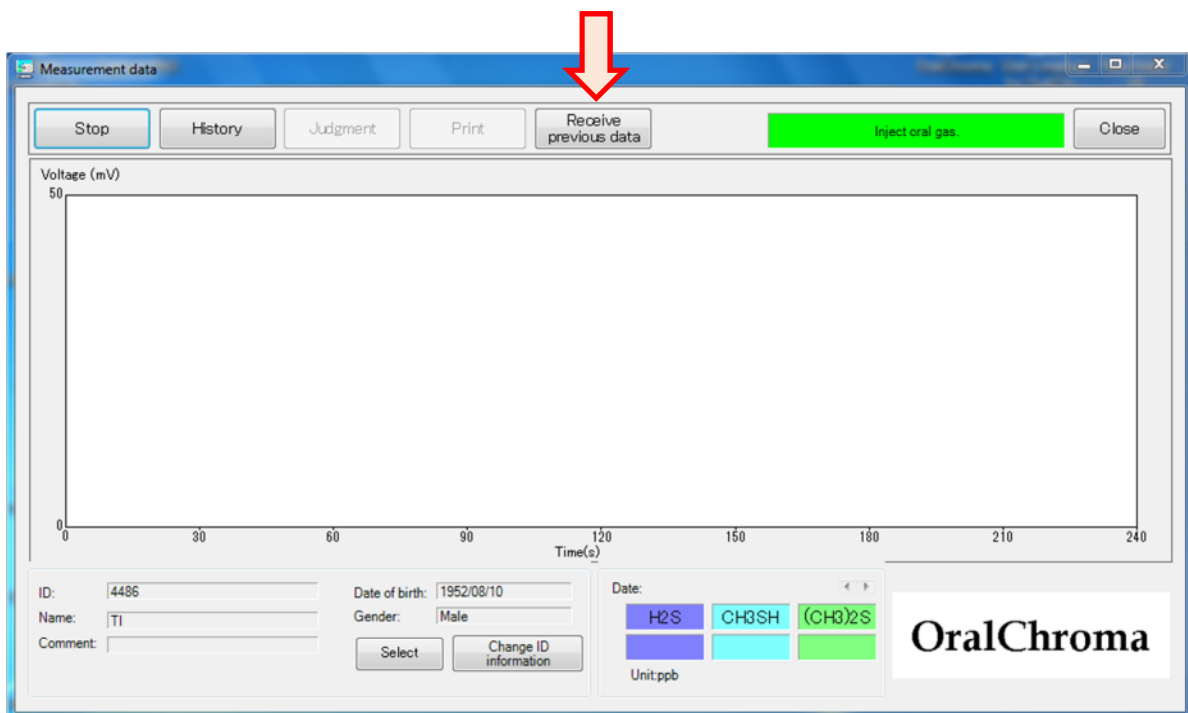 Measurement data
Stop
History
Judgment
Print
Receive
previous data
Inject oral gas.
Close
Voltage (mV)
50
0
0 30 60 90 120 150 180 210 240
Time(s)
ID: 4486
Name: TI
Comment:
Date of birth: 1952/08/10
Gender: Male
Select
Change ID
information
Date:
H2S CH3SH (CH3)2S
Unit:ppb
OralChroma